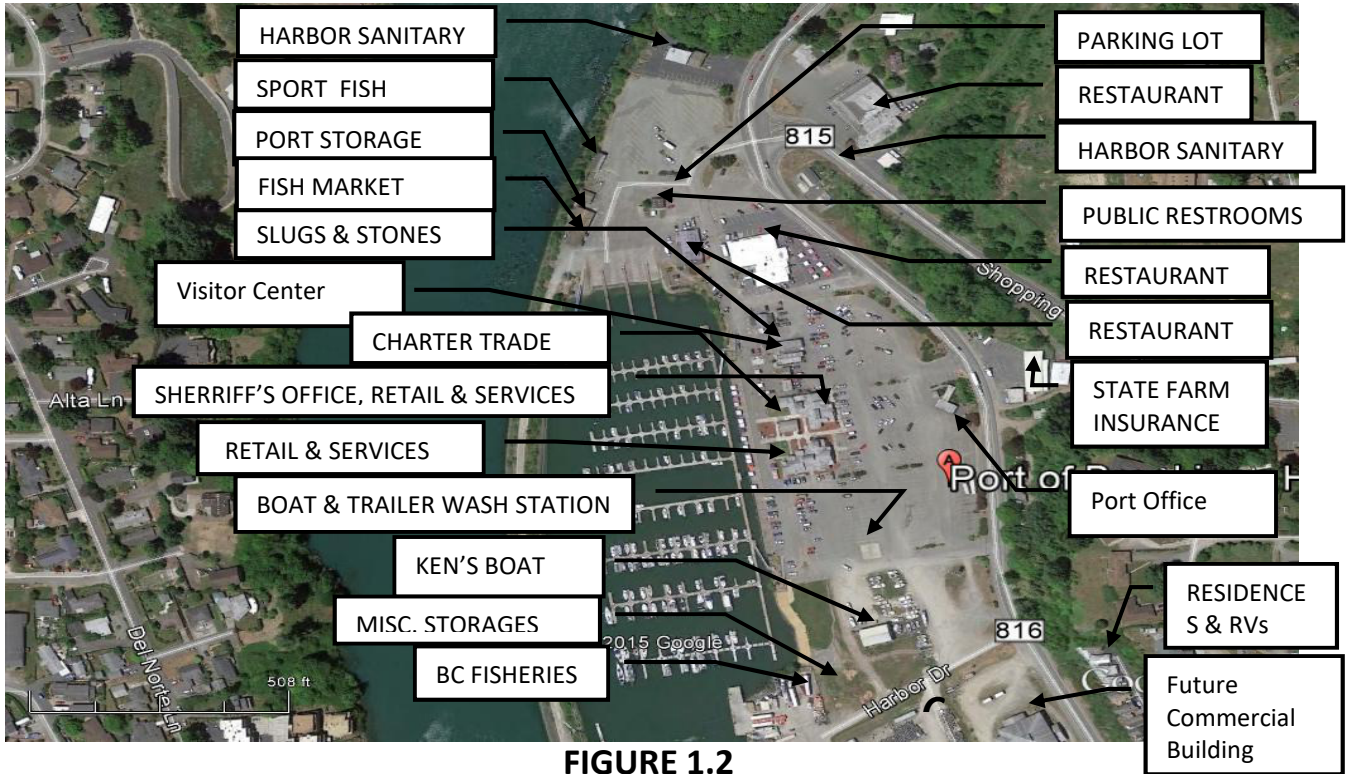 HARBOR SANITARY
SPORT FISH
PORT STORAGE
FISH MARKET
SLUGS & STONES
Visitor Center
CHARTER TRADE
SHERRIFF'S OFFICE, RETAIL & SERVICES
RETAIL & SERVICES
BOAT & TRAILER WASH STATION
KEN'S BOAT
MISC. STORAGES
BC FISHERIES
PARKING LOT
RESTAURANT
HARBOR SANITARY
PUBLIC RESTROOMS
RESTAURANT
RESTAURANT
STATE FARM
INSURANCE
Port Office
RESIDENCE
S & RVs
Future
Commercial
Building
815
Shopping
Alta Ln
A
Port of
816
Del Norte Ln
2015 Google
Harbor Dr
508 ft
FIGURE 1.2